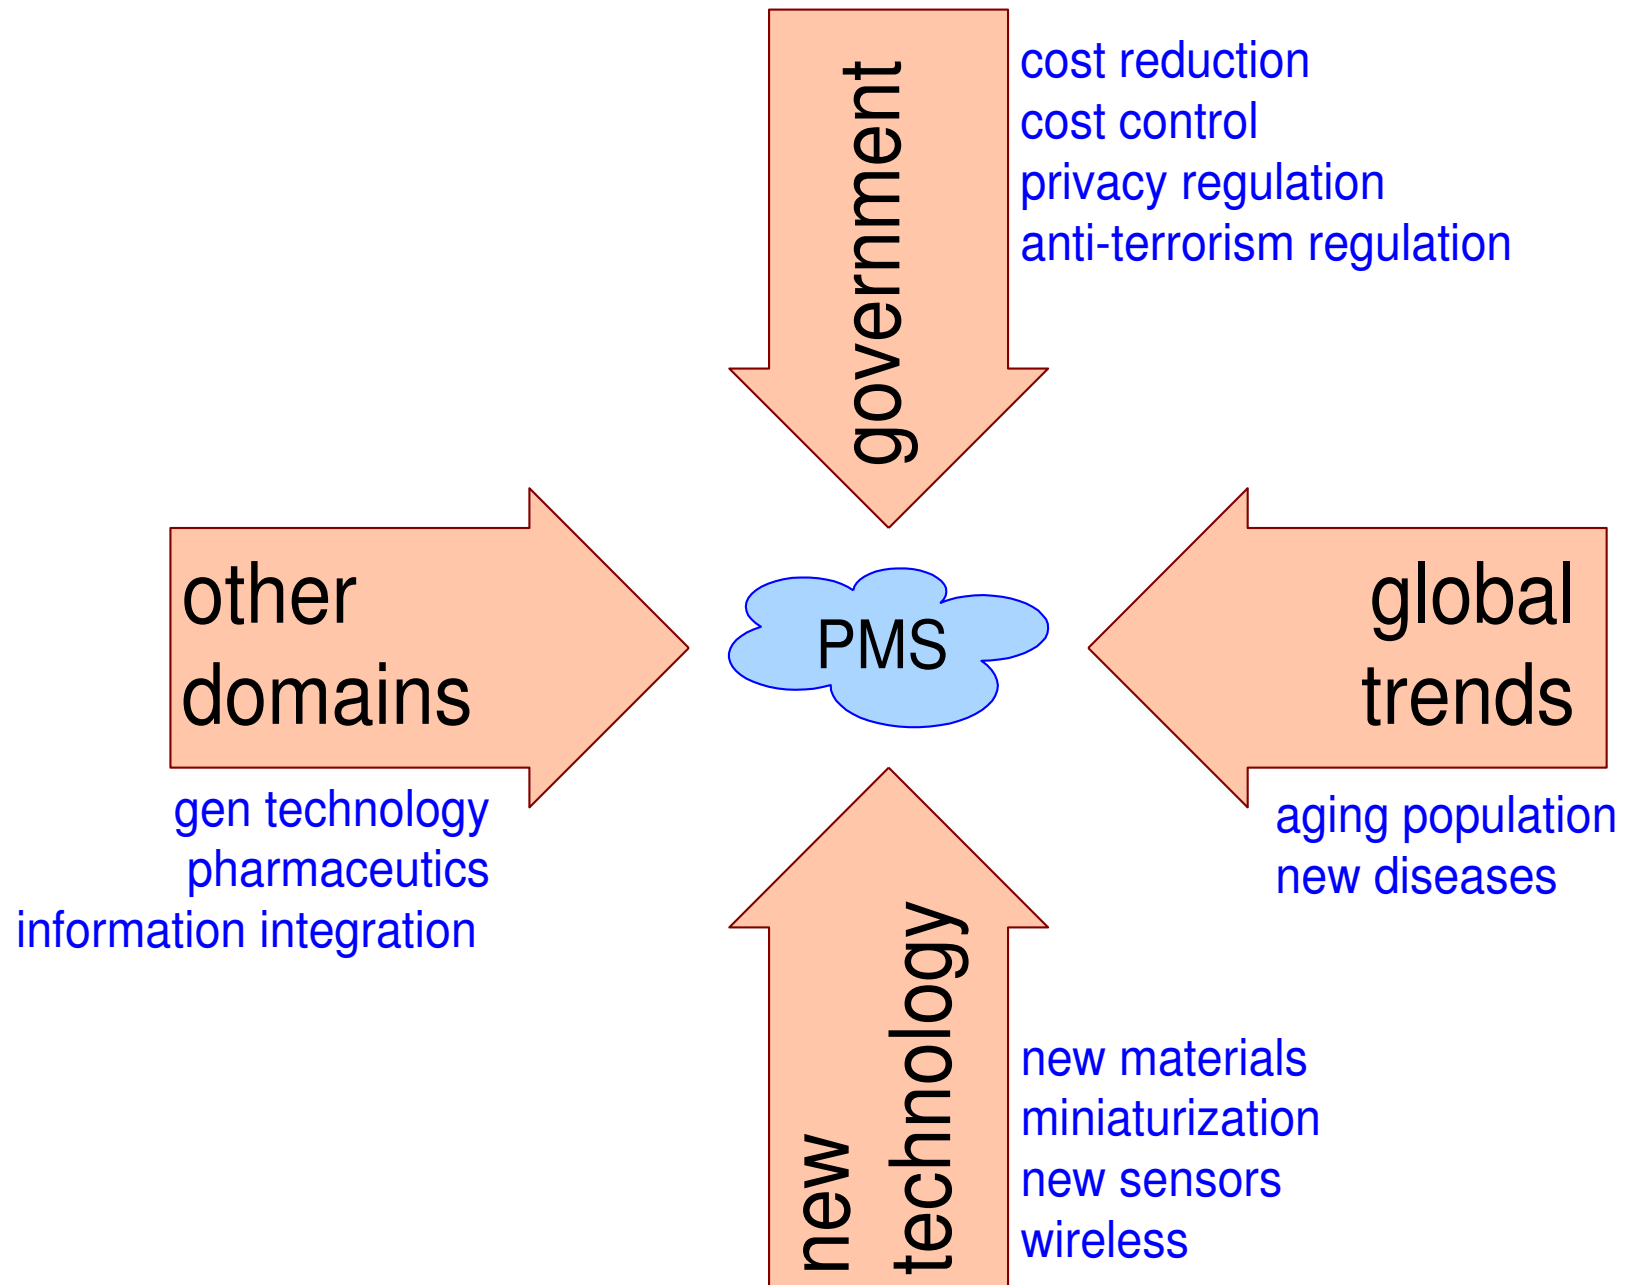 government
cost reduction
cost control
privacy regulation
anti-terrorism regulation
other
domains
gen technology
pharmaceutics
information integration
PMS
global
trends
aging population
new diseases
new
technology
new materials
miniaturization
new sensors
wireless